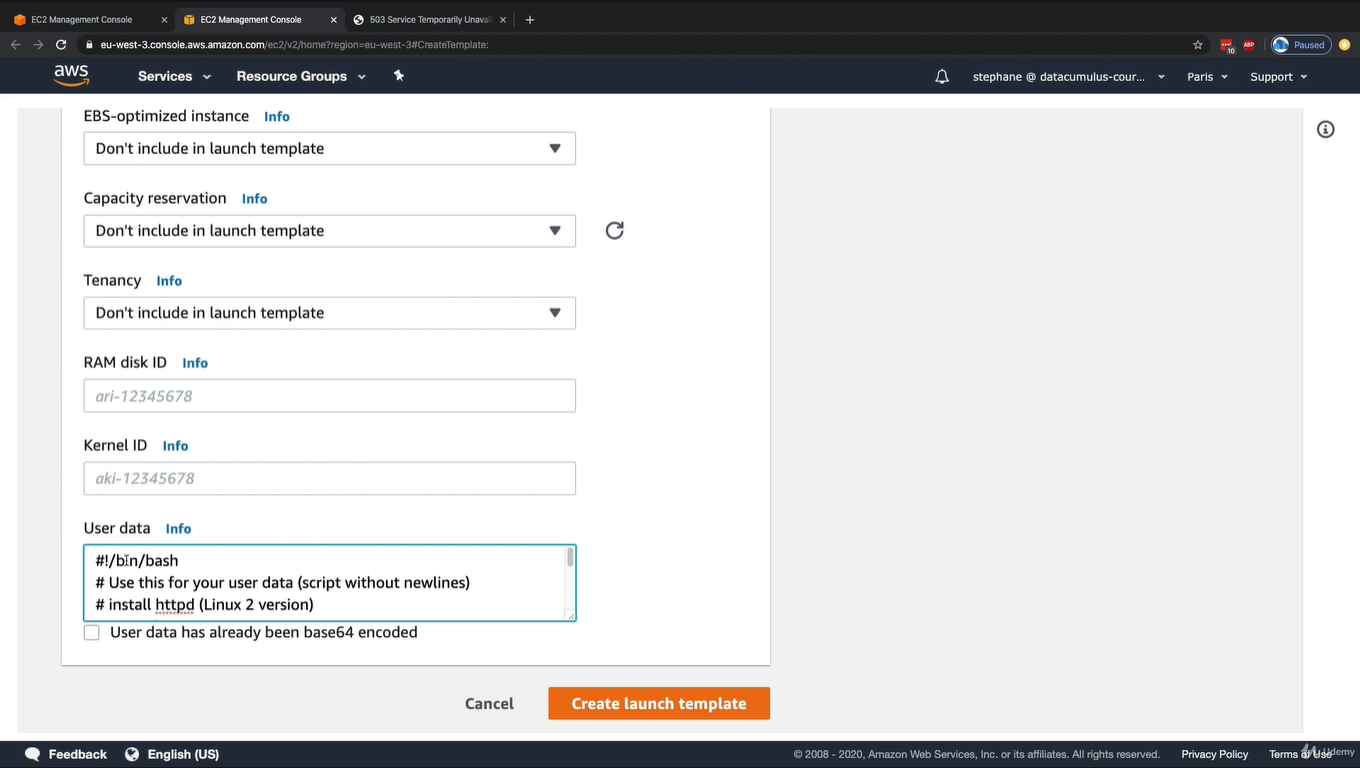 EC2 Management Console
EC2 Management Console
503 Service Temporarily Unavai
eu-west-3.console.aws.amazon.com/ec2/v2/home?region=eu-west-3#CreateTemplate:
10
ABP
Paused
aws
Services
Resource Groups
stephane @ datacumulus-cour...
Paris
Support
EBS-optimized instance Info
Don't include in launch template
Capacity reservation Info
Don't include in launch template
Tenancy Info
Don't include in launch template
RAM disk ID Info
ari-12345678
Kernel ID Info
aki-12345678
User data Info
#!/bin/bash
# Use this for your user data (script without newlines)
# install httpd (Linux 2 version)
User data has already been base64 encoded
Cancel
Create launch template
Feedback
English (US)
© 2008 - 2020, Amazon Web Services, Inc. or its affiliates. All rights reserved.
Privacy Policy
Terms of Use
Udemy